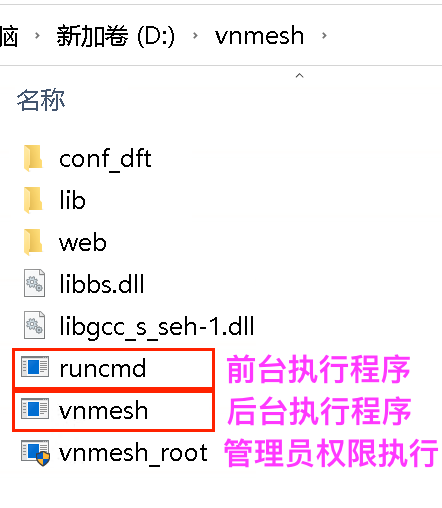 脑 › 新加卷 (D:) › vnmesh ›
名称
conf_dft
lib
web
libbs.dll
libgcc_s_seh-1.dll
runcmd 前台执行程序
vnmesh 后台执行程序
vnmesh_root 管理员权限执行